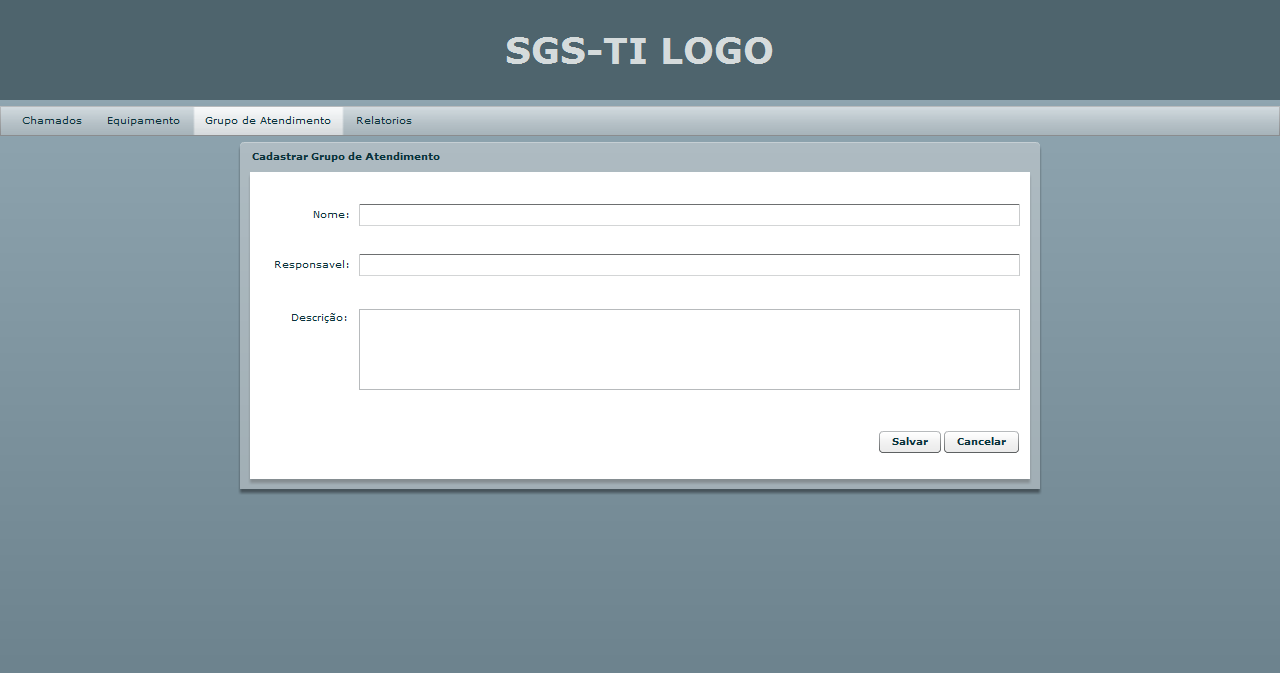 SGS-TI LOGO
Chamados Equipamento Grupo de Atendimento Relatorios
Cadastrar Grupo de Atendimento
Nome:
Responsavel:
Descrição:
Salvar Cancelar